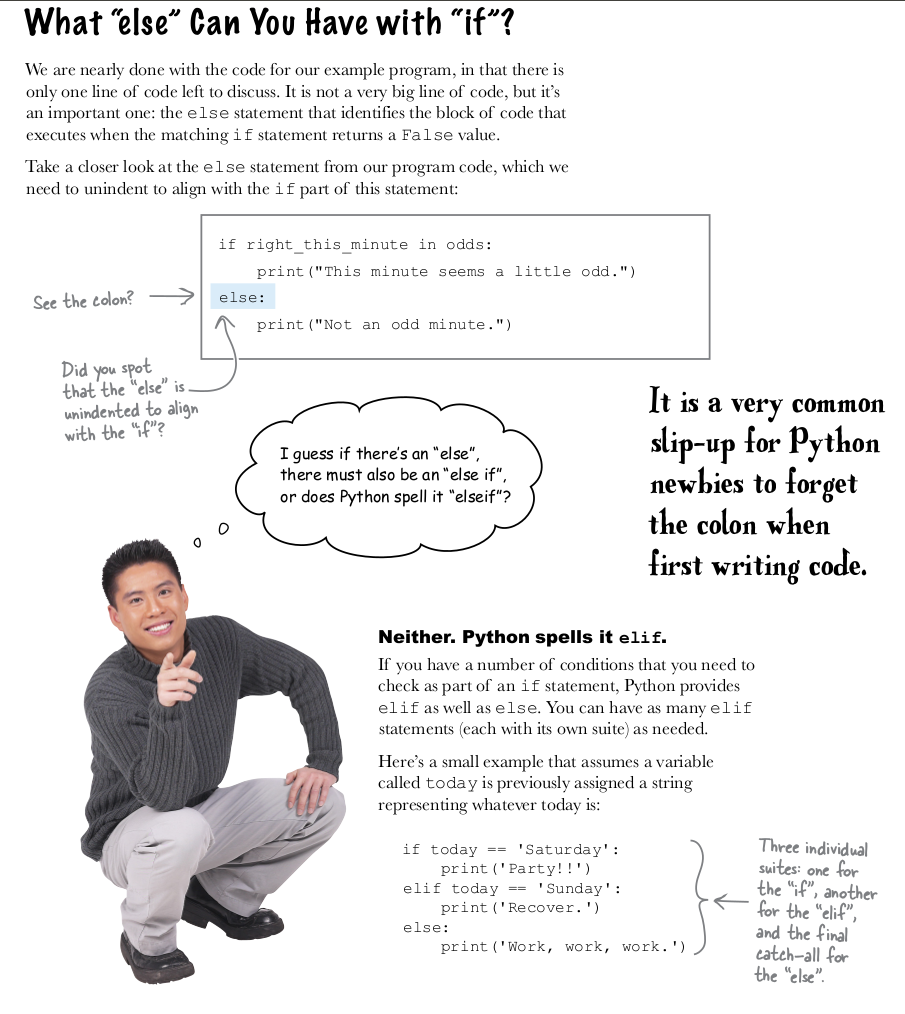 What “else” Can You Have with “if”?
We are nearly done with the code for our example program, in that there is
only one line of code left to discuss. It is not a very big line of code, but it’s
an important one: the else statement that identifies the block of code that
executes when the matching if statement returns a False value.
Take a closer look at the else statement from our program code, which we
need to unindent to align with the if part of this statement:
if right_this_minute in odds:
    print("This minute seems a little odd.")
See the colon?
else:
    print("Not an odd minute.")
Did you spot
that the “else” is
unindented to align
with the “if”?
I guess if there’s an “else”,
there must also be an “else if”,
or does Python spell it “elseif”?
It is a very common
slip-up for Python
newbies to forget
the colon when
first writing code.
Neither. Python spells it elif.
If you have a number of conditions that you need to
check as part of an if statement, Python provides
elif as well as else. You can have as many elif
statements (each with its own suite) as needed.
Here’s a small example that assumes a variable
called today is previously assigned a string
representing whatever today is:
if today == 'Saturday':
    print('Party!!')
elif today == 'Sunday':
    print('Recover.')
else:
    print('Work, work, work.')
Three individual
suites: one for
the “if”, another
for the “elif”,
and the final
catch-all for
the “else”.